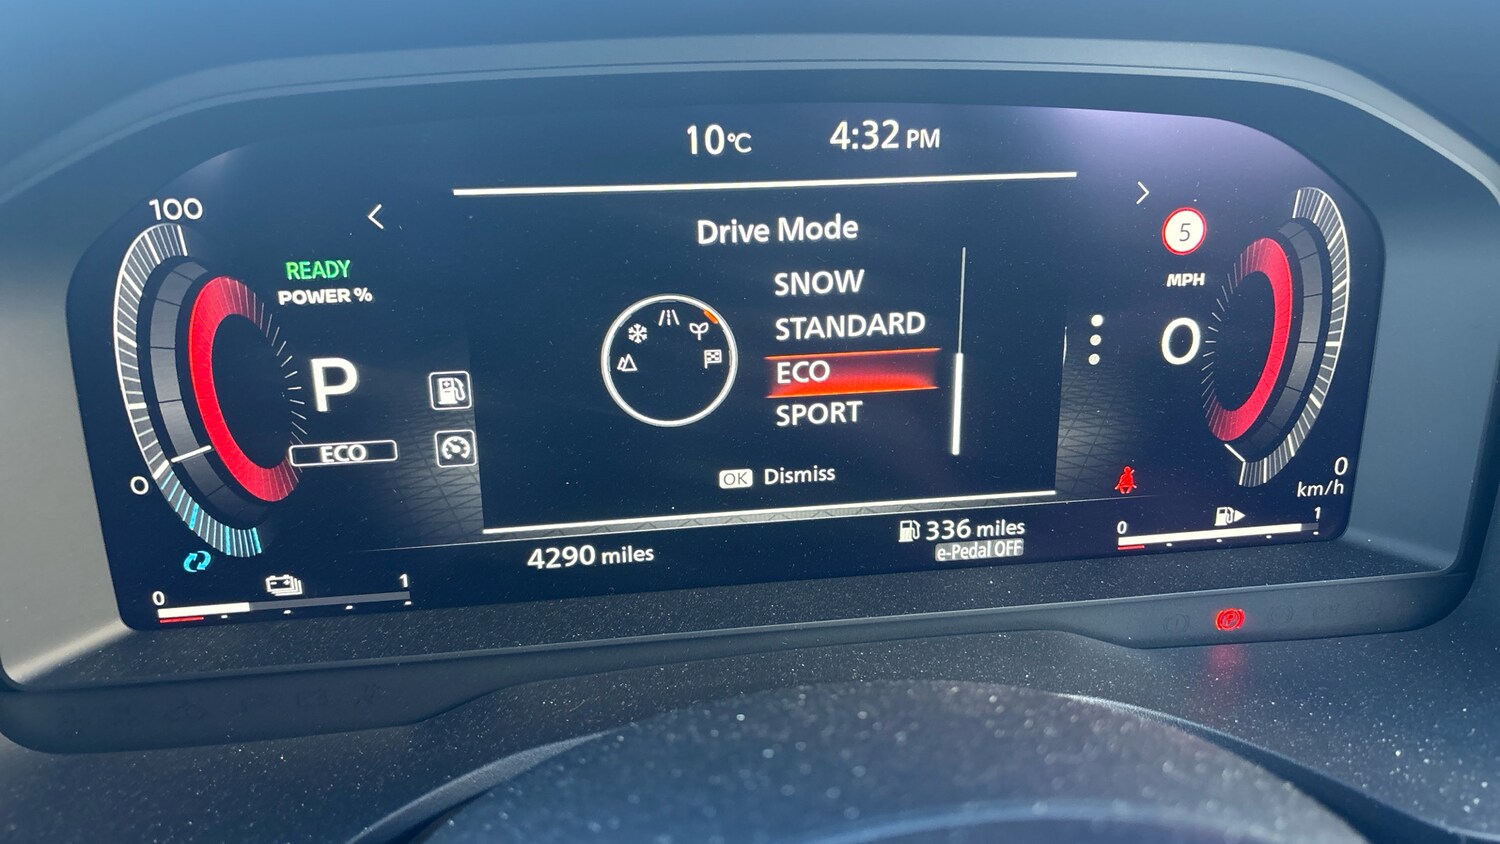 10°C 4:32 PM
100
Drive Mode
5
READY
MPH
POWER %
SNOW
STANDARD
P
0
ECO
SPORT
ECO
OK Dismiss
0
0
km/h
4290 miles
336 miles
e-Pedal OFF
0 1
0 1